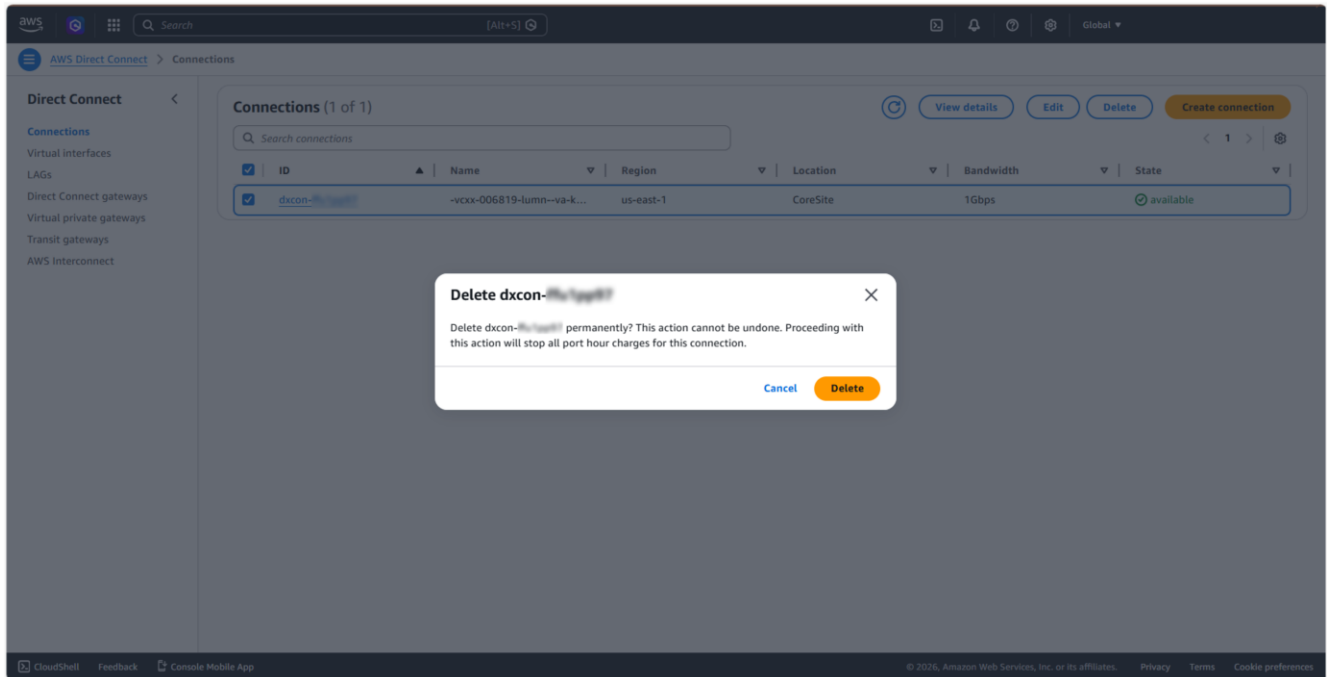 aws
Search [Alt+S]
Global
AWS Direct Connect > Connections
Direct Connect
Connections
Virtual interfaces
LAGs
Direct Connect gateways
Virtual private gateways
Transit gateways
AWS Interconnect
Connections (1 of 1)
View details
Edit
Delete
Create connection
Search connections
1
ID Name Region Location Bandwidth State
dxcon- -vcxx-006819-lumn--va-k... us-east-1 CoreSite 1Gbps available
Delete dxcon-
Delete dxcon- permanently? This action cannot be undone. Proceeding with
this action will stop all port hour charges for this connection.
Cancel
Delete
CloudShell Feedback Console Mobile App © 2026, Amazon Web Services, Inc. or its affiliates. Privacy Terms Cookie preferences